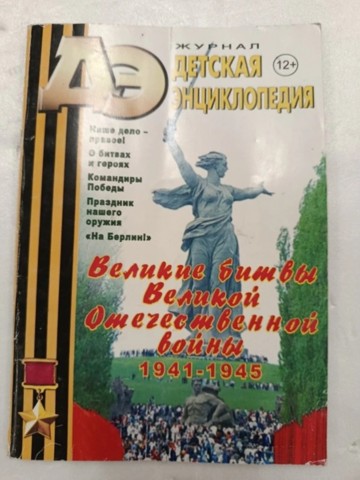 ЖУРНАЛ
ДЭ
ДЕТСКАЯ
12+
ЭНЦИКЛОПЕДИЯ
Наше дело –
правое!
О битвах
и героях
Командиры
Победы
Праздник
нашего
оружия
«На Берлин!»
Великие битвы
Великой
Отечественной
войны
1941-1945